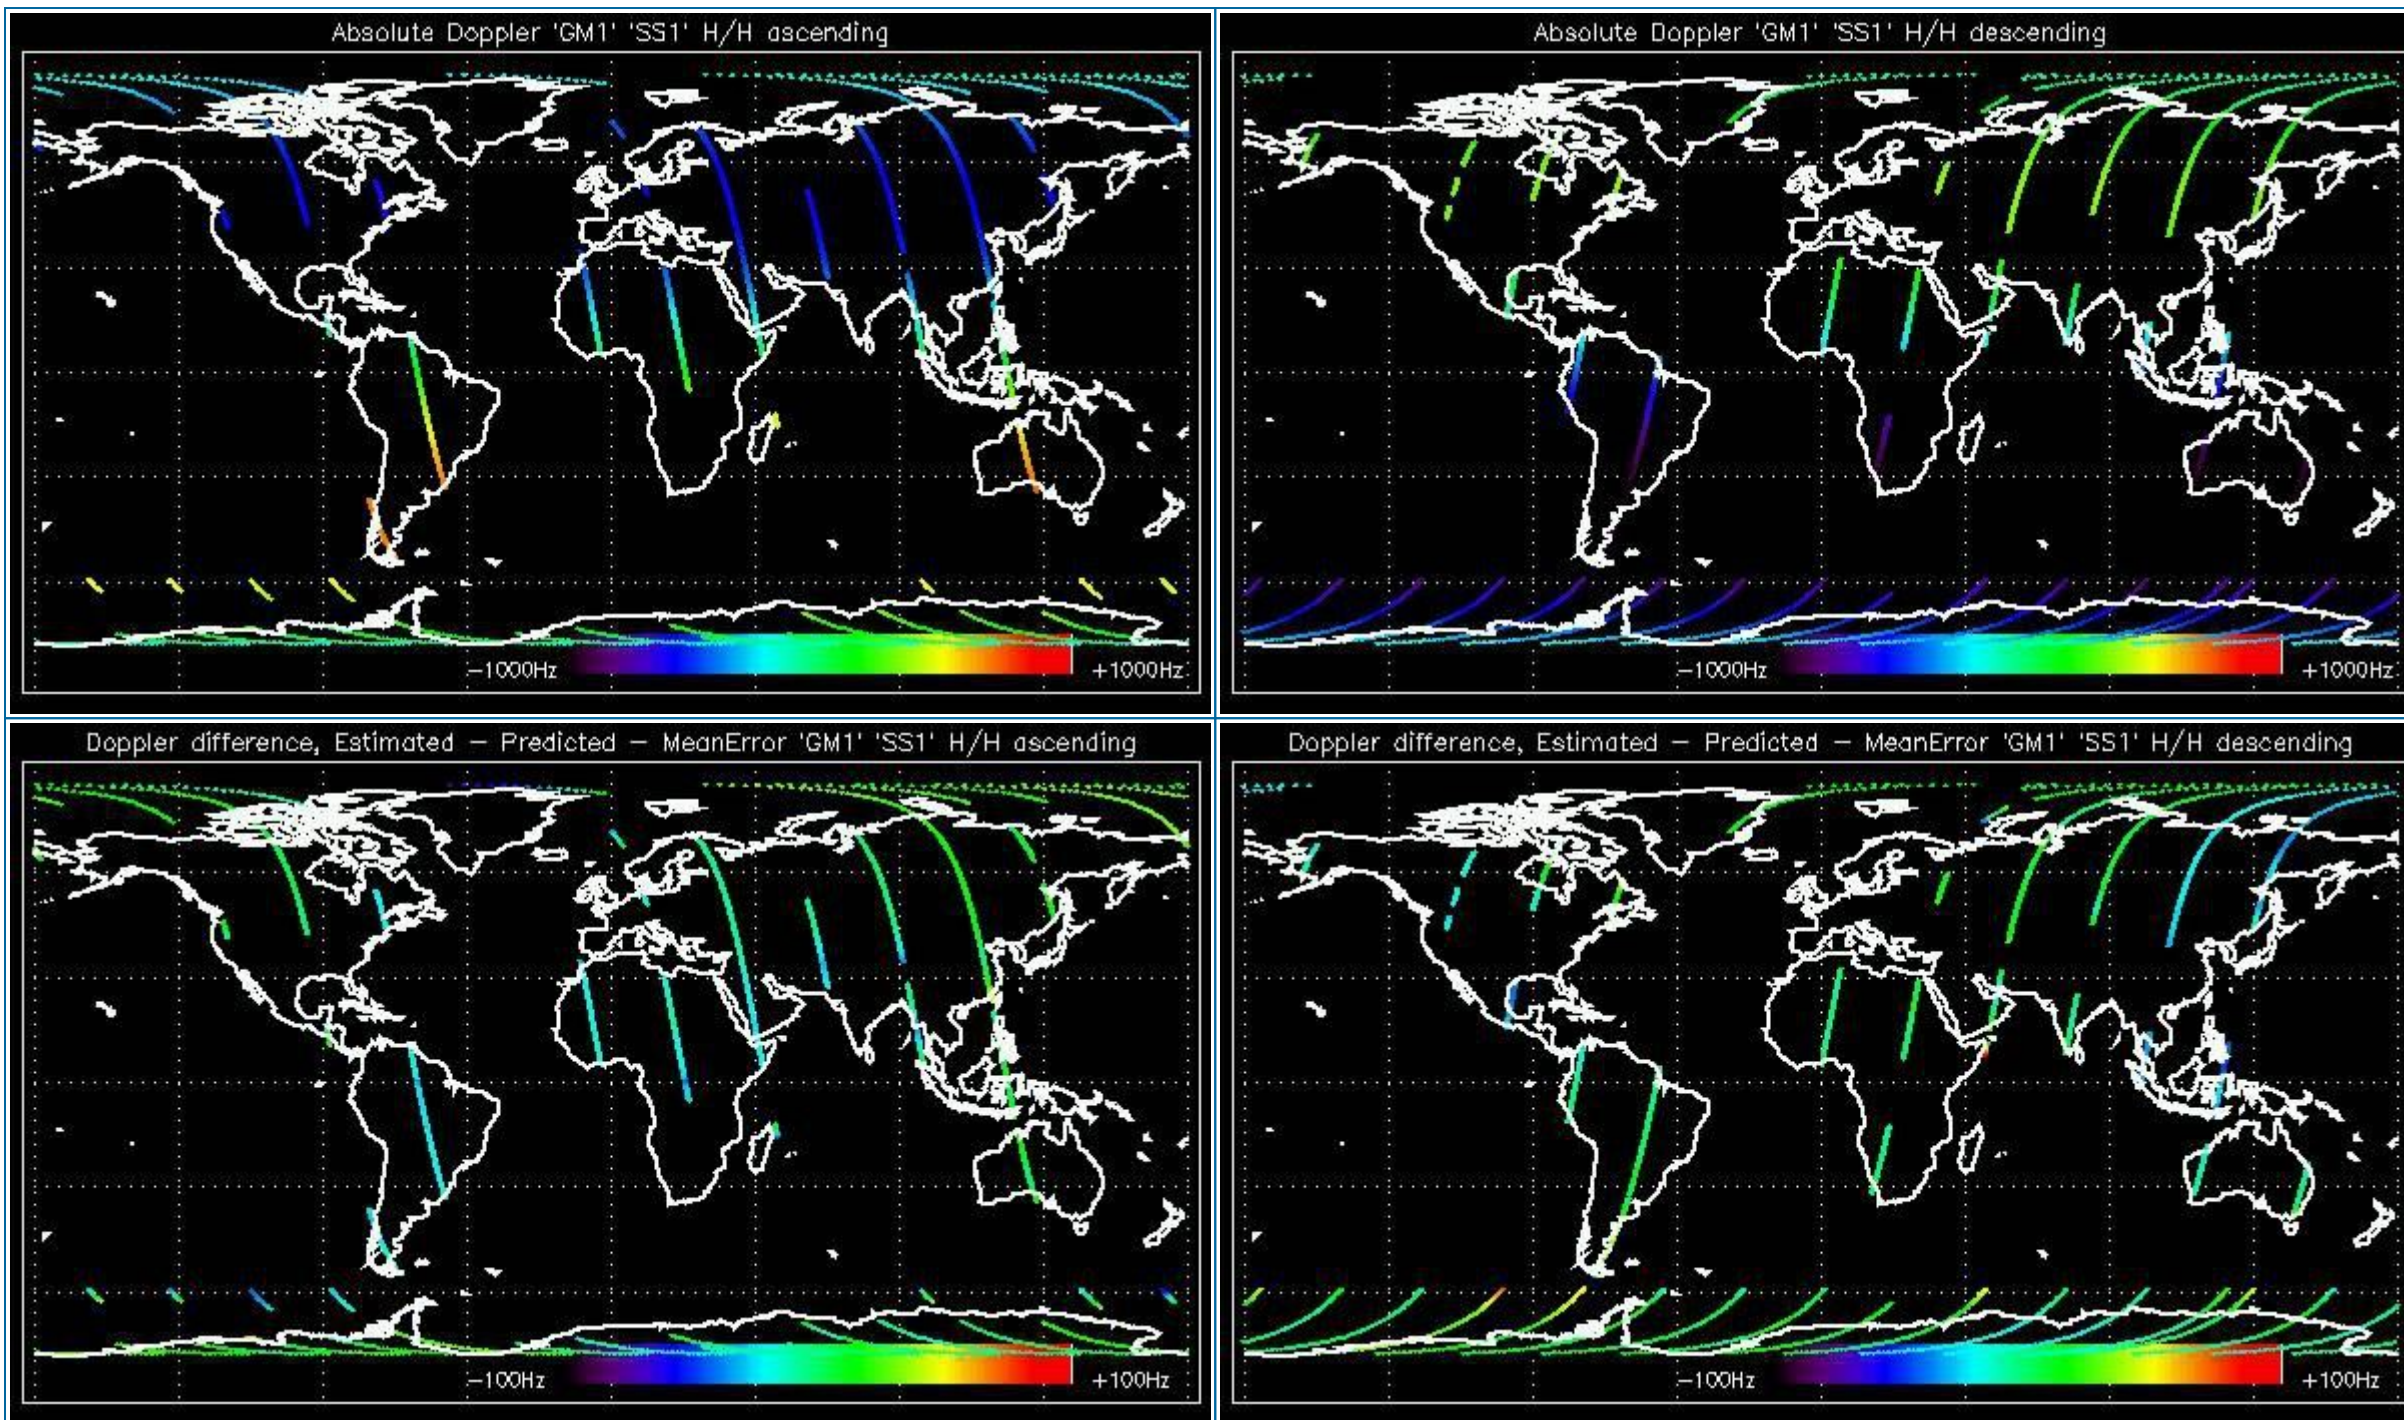 Absolute Doppler 'GM1' 'SS1' H/H ascending
−1000Hz
+1000Hz
Absolute Doppler 'GM1' 'SS1' H/H descending
−1000Hz
+1000Hz
Doppler difference, Estimated − Predicted − MeanError 'GM1' 'SS1' H/H ascending
−100Hz
+100Hz
Doppler difference, Estimated − Predicted − MeanError 'GM1' 'SS1' H/H descending
−100Hz
+100Hz